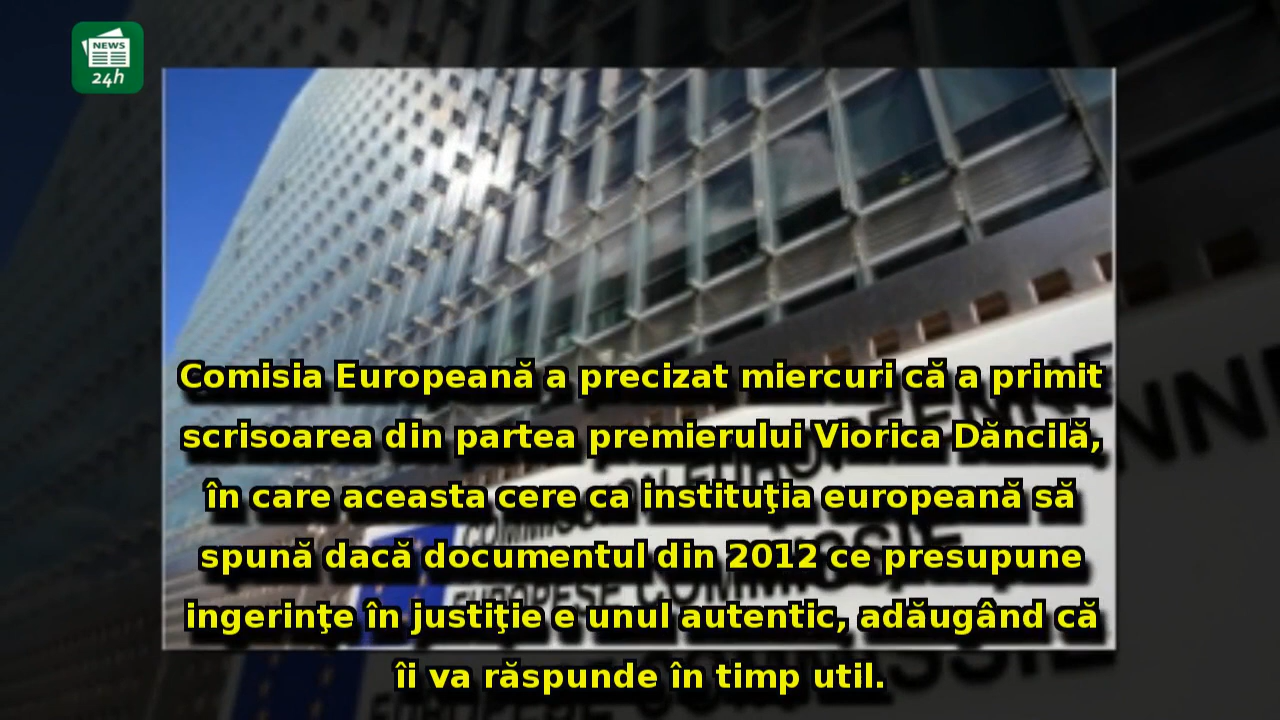 NEWS
24h
Comisia Europeană a precizat miercuri că a primit
scrisoarea din partea premierului Viorica Dăncilă,
în care aceasta cere ca instituţia europeană să
spună dacă documentul din 2012 ce presupune
ingerinţe în justiţie e unul autentic, adăugând că
îi va răspunde în timp util.
COMMISSIE